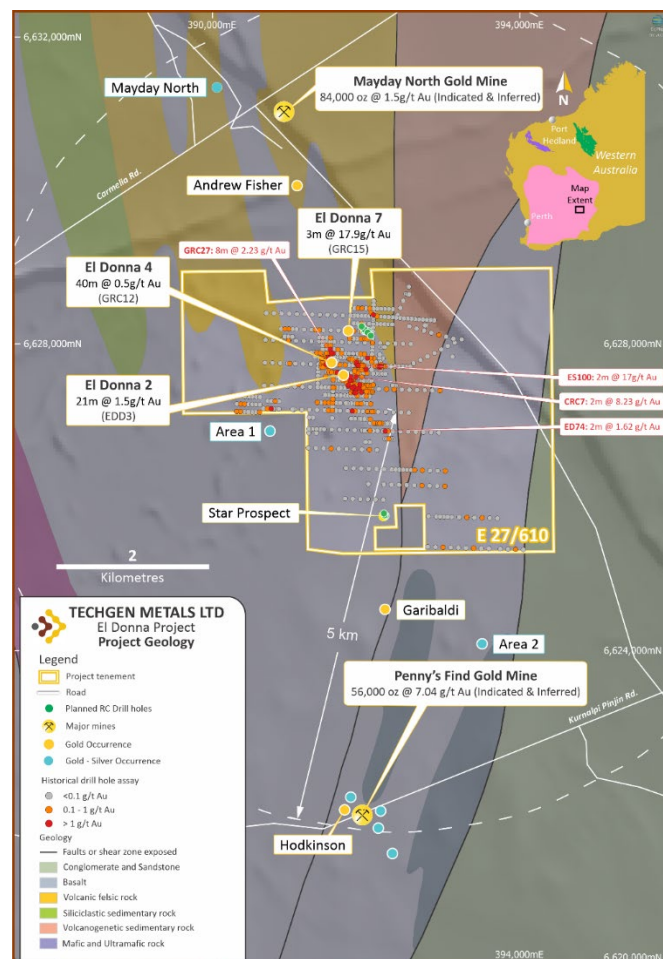 390,000mE
394,000mE
6,632,000mN
Mayday North
Mayday North Gold Mine
84,000 oz @ 1.5g/t Au (Indicated & Inferred)
N
Port
Hedland
Western
Australia
Map
Extent
Perth
Carmella Rd.
Andrew Fisher
El Donna 7
3m @ 17.9g/t Au
(GRC15)
GRC27: 8m @ 2.23 g/t Au
El Donna 4
40m @ 0.5g/t Au
(GRC12)
6,628,000mN
6,628,000mN
El Donna 2
21m @ 1.5g/t Au
(EDD3)
ES100: 2m @ 17g/t Au
CRC7: 2m @ 8.23 g/t Au
ED74: 2m @ 1.62 g/t Au
Area 1
Star Prospect
E 27/610
2
Kilometres
TECHGEN METALS LTD
El Donna Project
Project Geology
Legend
Project tenement
Road
Planned RC Drill holes
Major mines
Gold Occurrence
Gold - Silver Occurrence
Historical drill hole assay
<0.1 g/t Au
0.1 - 1 g/t Au
> 1 g/t Au
Geology
Faults or shear zone exposed
Conglomerate and Sandstone
Basalt
Volcanic felsic rock
Siliciclastic sedimentary rock
Volcanogenetic sedimentary rock
Mafic and Ultramafic rock
Garibaldi
5 km
Area 2
6,624,000mN
Penny's Find Gold Mine
56,000 oz @ 7.04 g/t Au (Indicated & Inferred)
Kurnalpi Pinjin Rd.
Hodkinson
394,000mE
6,620,000mN